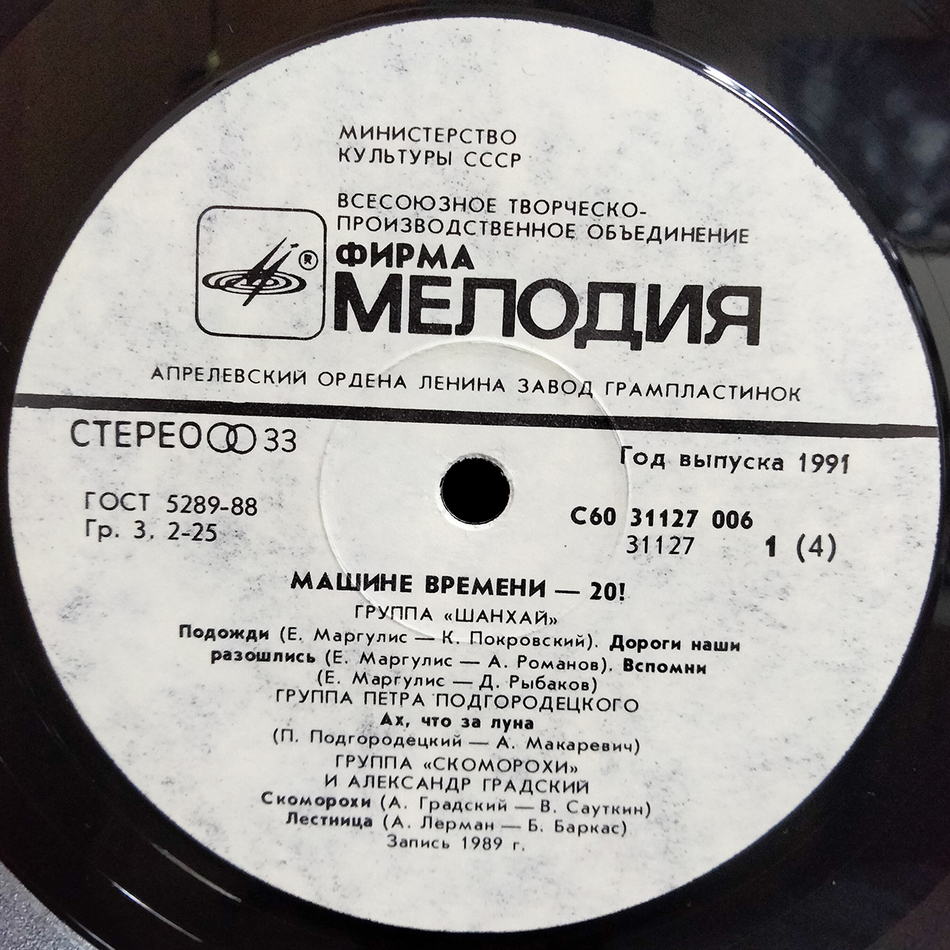 МИНИСТЕРСТВО
КУЛЬТУРЫ СССР
ВСЕСОЮЗНОЕ ТВОРЧЕСКО-
ПРОИЗВОДСТВЕННОЕ ОБЪЕДИНЕНИЕ
ФИРМА
®
МЕЛОДИЯ
АПРЕЛЕВСКИЙ ОРДЕНА ЛЕНИНА ЗАВОД ГРАМПЛАСТИНОК
СТЕРЕО 33
Год выпуска 1991
ГОСТ 5289-88
Гр. 3. 2-25
С60 31127 006
31127 1 (4)
МАШИНЕ ВРЕМЕНИ — 20!
ГРУППА «ШАНХАЙ»
Подожди (Е. Маргулис — К. Покровский). Дороги наши
разошлись (Е. Маргулис — А. Романов). Вспомни
(Е. Маргулис — Д. Рыбаков)
ГРУППА ПЕТРА ПОДГОРОДЕЦКОГО
Ах, что за луна
(П. Подгородецкий — А. Макаревич)
ГРУППА «СКОМОРОХИ»
И АЛЕКСАНДР ГРАДСКИЙ
Скоморохи (А. Градский — В. Сауткин)
Лестница (А. Лерман — Б. Баркас)
Запись 1989 г.